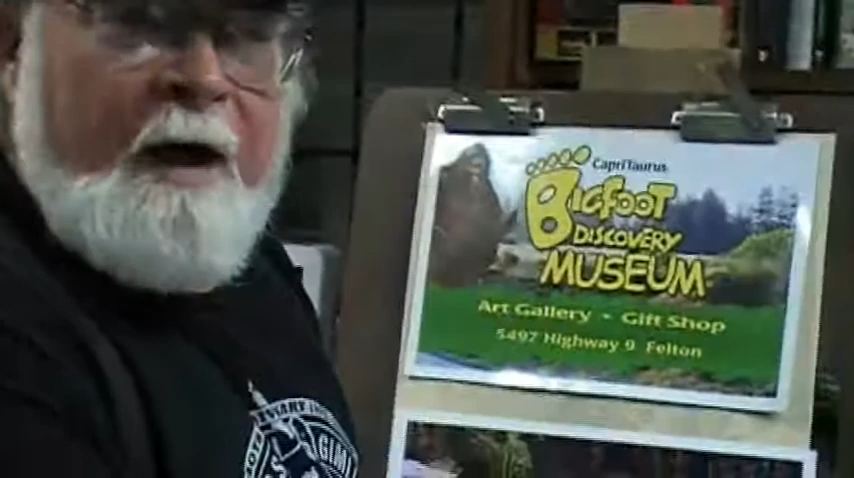 CapriTaurus
BIGFOOT
DISCOVERY
MUSEUM
Art Gallery - Gift Shop
5497 Highway 9 Felton